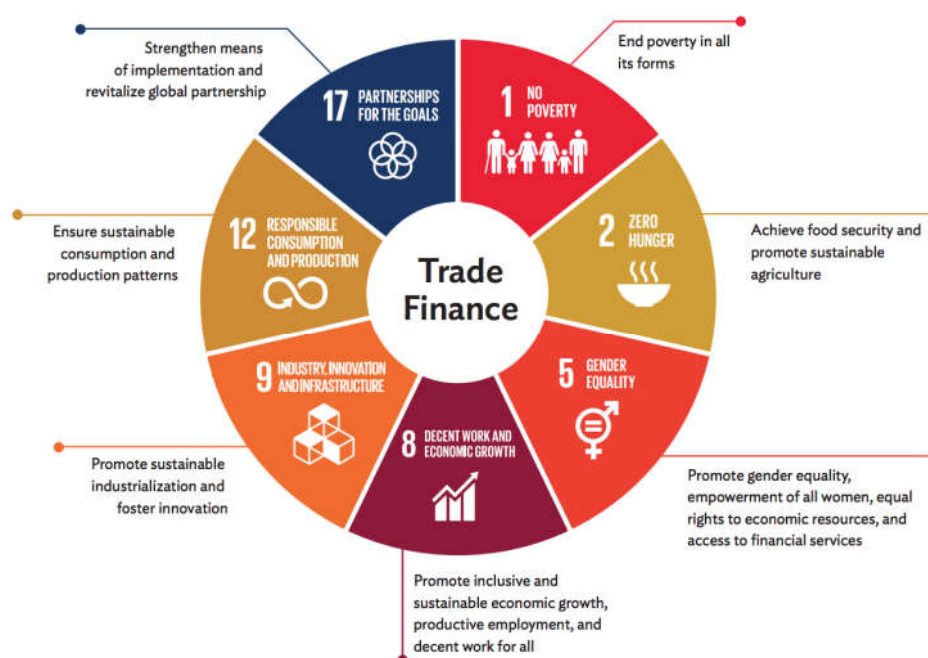 Strengthen means
of implementation and
revitalize global partnership
End poverty in all
its forms
17 PARTNERSHIPS
FOR THE GOALS
1 NO
POVERTY
12 RESPONSIBLE
CONSUMPTION
AND PRODUCTION
2 ZERO
HUNGER
Ensure sustainable
consumption and
production patterns
Achieve food security and
promote sustainable
agriculture
Trade
Finance
9 INDUSTRY, INNOVATION
AND INFRASTRUCTURE
5 GENDER
EQUALITY
8 DECENT WORK AND
ECONOMIC GROWTH
Promote sustainable
industrialization and
foster innovation
Promote gender equality,
empowerment of all women, equal
rights to economic resources, and
access to financial services
Promote inclusive and
sustainable economic growth,
productive employment, and
decent work for all